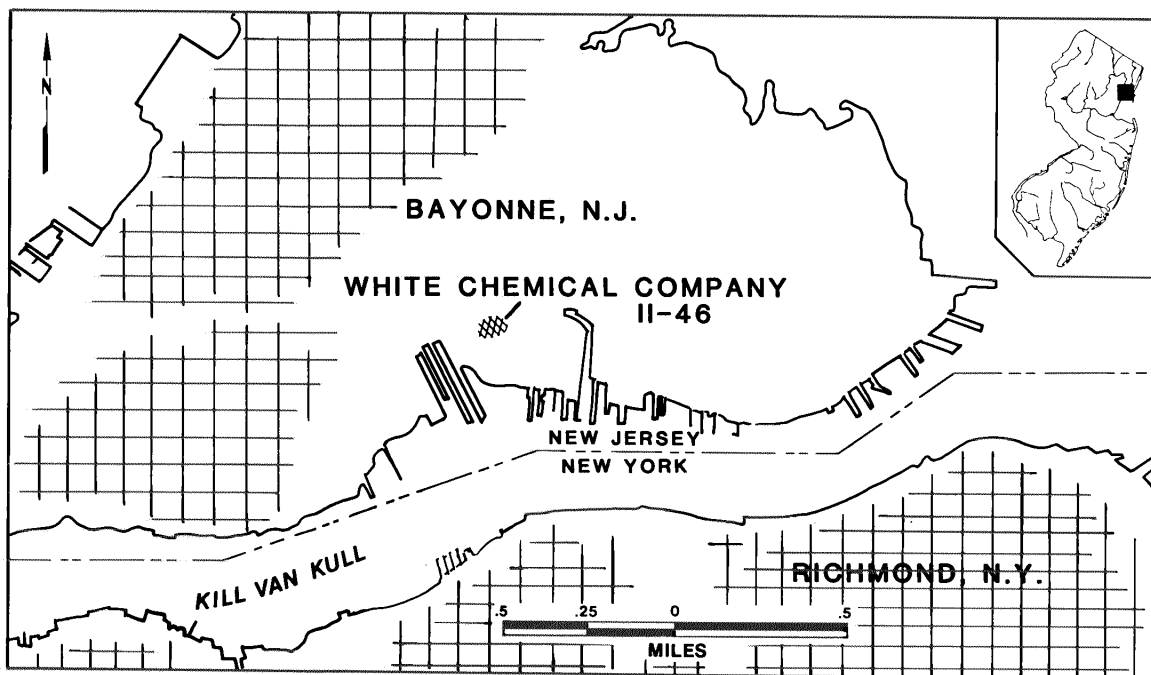 N
BAYONNE, N.J.
WHITE CHEMICAL COMPANY
II-46
NEW JERSEY
NEW YORK
KILL VAN KULL
RICHMOND, N.Y.
.5 .25 0 .5
MILES